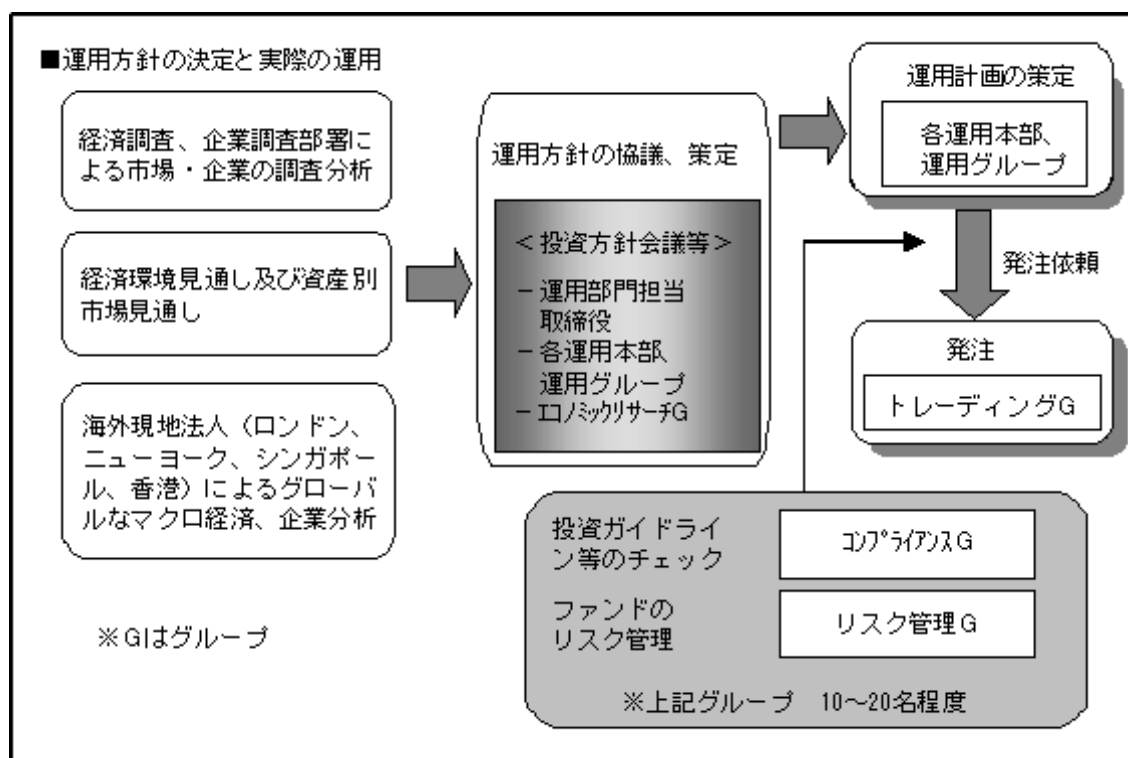 ■運用方針の決定と実際の運用
経済調査、企業調査部署に
よる市場・企業の調査分析
経済環境見通し及び資産別
市場見通し
海外現地法人（ロンドン、
ニューヨーク、シンガポー
ル、香港）によるグローバ
ルなマクロ経済、企業分析
※Gはグループ
運用方針の協議、策定
＜投資方針会議等＞
－運用部門担当
取締役
－各運用本部、
運用グループ
－ｴｺﾉﾐｯｸﾘｻｰﾁG
運用計画の策定
各運用本部、
運用グループ
発注依頼
発注
トレーディングG
投資ガイドライ
ン等のチェック
ｺﾝﾌﾟﾗｲｱﾝｽG
ファンドの
リスク管理
リスク管理G
※上記グループ　10～20名程度